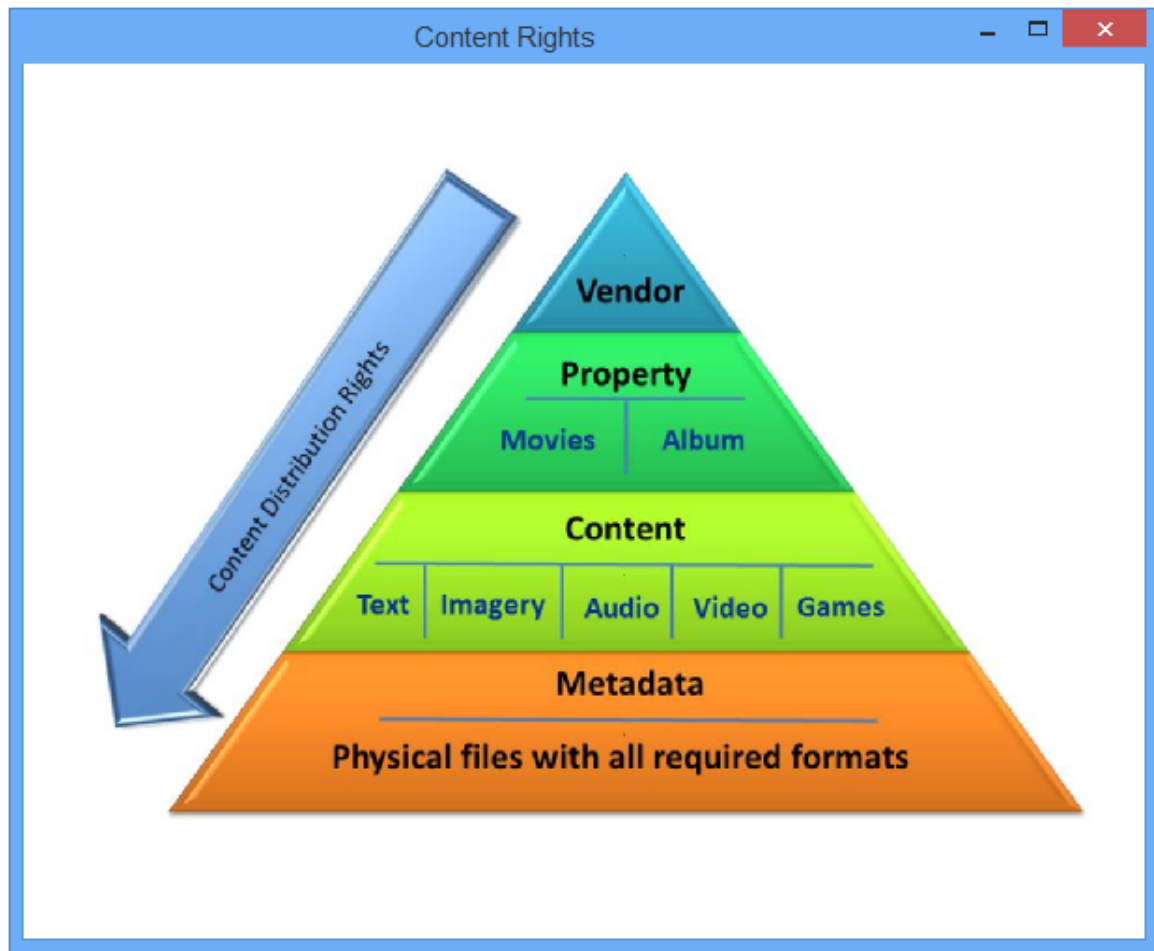 Content Rights
Content Distribution Rights
Vendor
Property
Movies Album
Content
Text Imagery Audio Video Games
Metadata
Physical files with all required formats